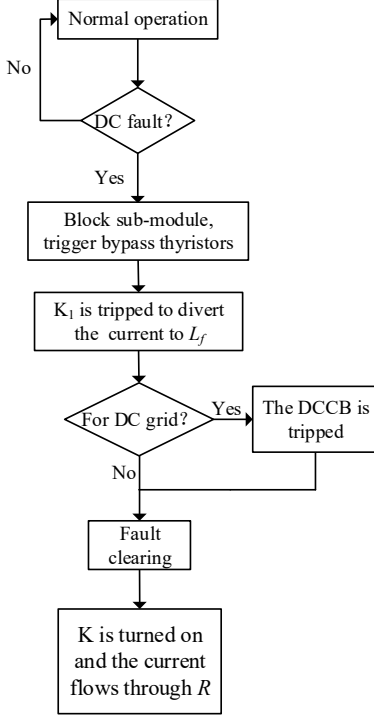 Normal operation
No
DC fault?
Yes
Block sub-module,
trigger bypass thyristors
K₁ is tripped to divert
the current to L_f
For DC grid?
Yes
The DCCB is
tripped
No
Fault
clearing
K is turned on
and the current
flows through R